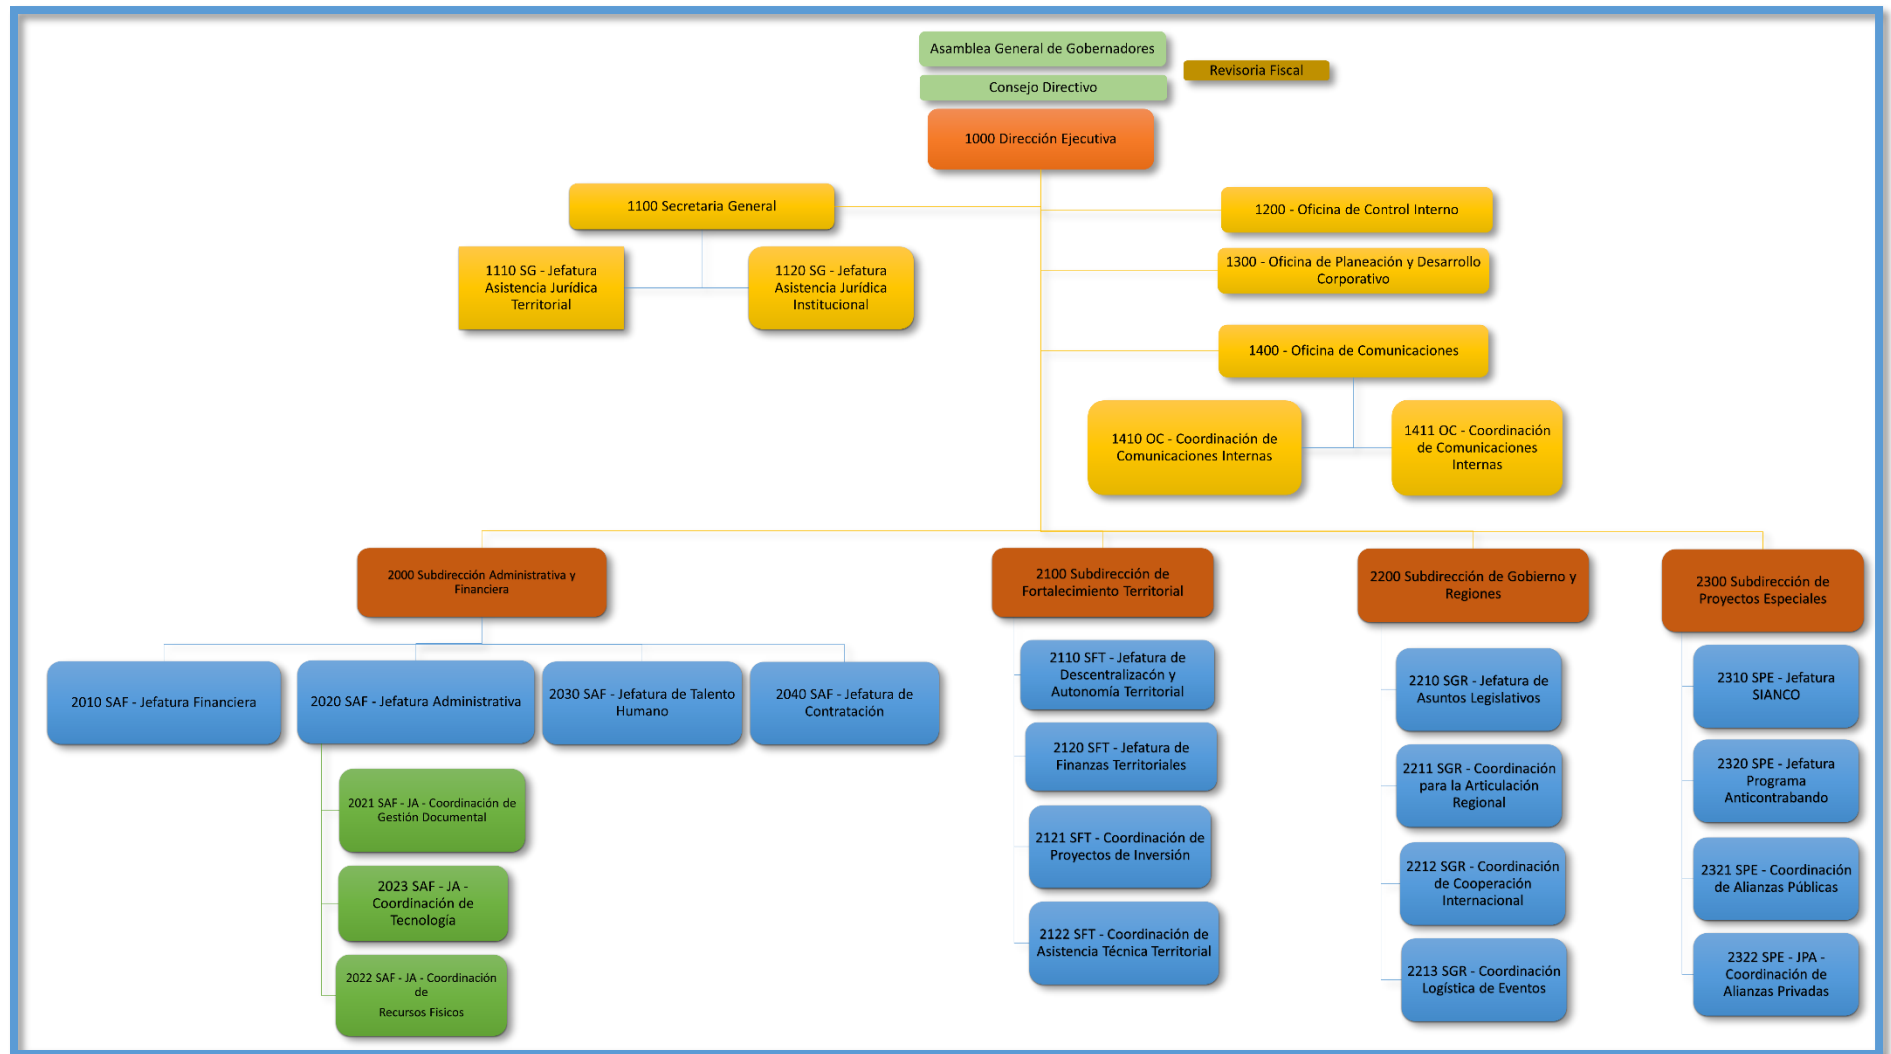 Asamblea General de Gobernadores
Revisoria Fiscal
Consejo Directivo
1000 Dirección Ejecutiva
1100 Secretaria General
1200 - Oficina de Control Interno
1110 SG - Jefatura
Asistencia Jurídica
Territorial
1120 SG - Jefatura
Asistencia Jurídica
Institucional
1300 - Oficina de Planeación y Desarrollo
Corporativo
1400 - Oficina de Comunicaciones
1410 OC - Coordinación de
Comunicaciones Internas
1411 OC - Coordinación
de Comunicaciones
Internas
2000 Subdirección Administrativa y
Financiera
2100 Subdirección de
Fortalecimiento Territorial
2200 Subdirección de Gobierno y
Regiones
2300 Subdirección de
Proyectos Especiales
2010 SAF - Jefatura Financiera
2020 SAF - Jefatura Administrativa
2030 SAF - Jefatura de Talento
Humano
2040 SAF - Jefatura de
Contratación
2021 SAF - JA - Coordinación de
Gestión Documental
2023 SAF - JA -
Coordinación de
Tecnología
2022 SAF - JA - Coordinación
de
Recursos Fisicos
2110 SFT - Jefatura de
Descentralizacón y
Autonomía Territorial
2120 SFT - Jefatura de
Finanzas Territoriales
2121 SFT - Coordinación de
Proyectos de Inversión
2122 SFT - Coordinación de
Asistencia Técnica Territorial
2210 SGR - Jefatura de
Asuntos Legislativos
2211 SGR - Coordinación
para la Articulación
Regional
2212 SGR - Coordinación
de Cooperación
Internacional
2213 SGR - Coordinación
Logística de Eventos
2310 SPE - Jefatura
SIANCO
2320 SPE - Jefatura
Programa
Anticontrabando
2321 SPE - Coordinación
de Alianzas Públicas
2322 SPE - JPA -
Coordinación de
Alianzas Privadas